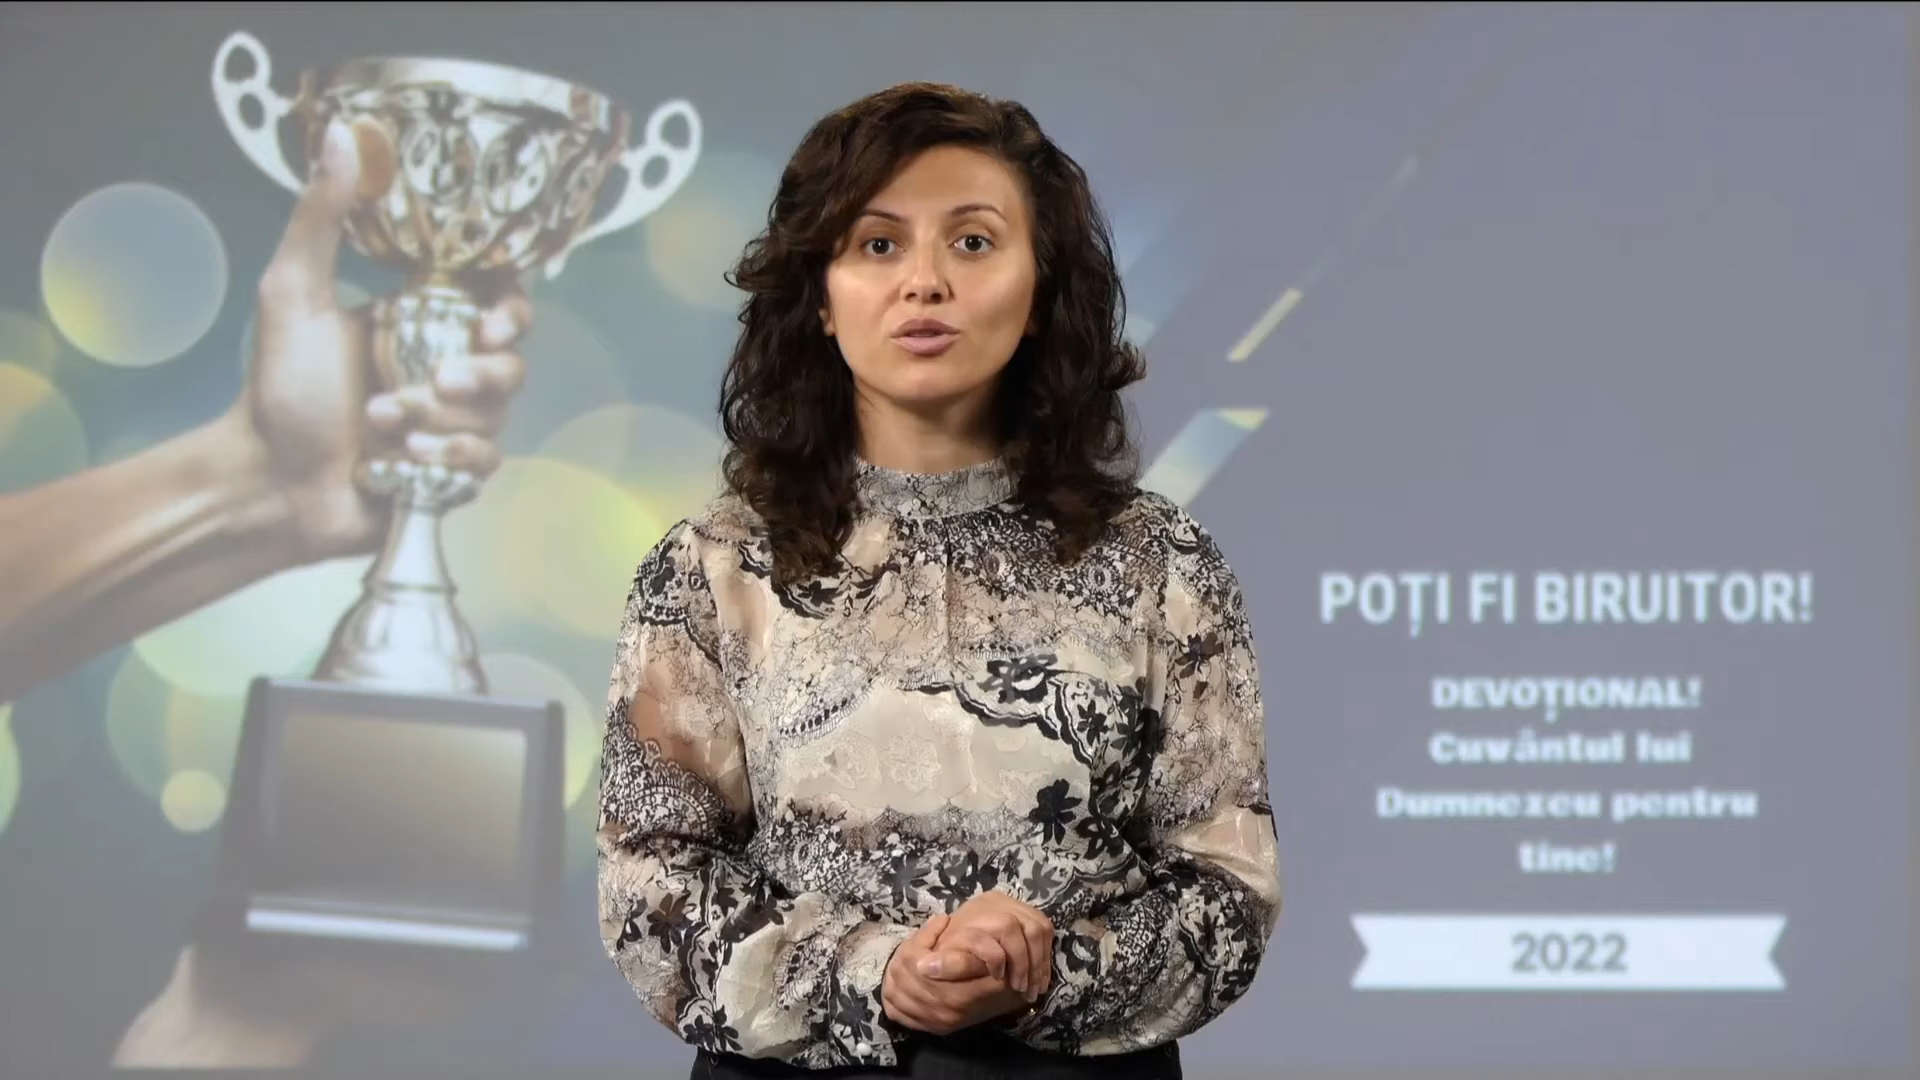 POȚI FI BIRUITOR!
DEVOȚIONAL!
Cuvântul lui
Dumnezeu pentru
tine!
2022